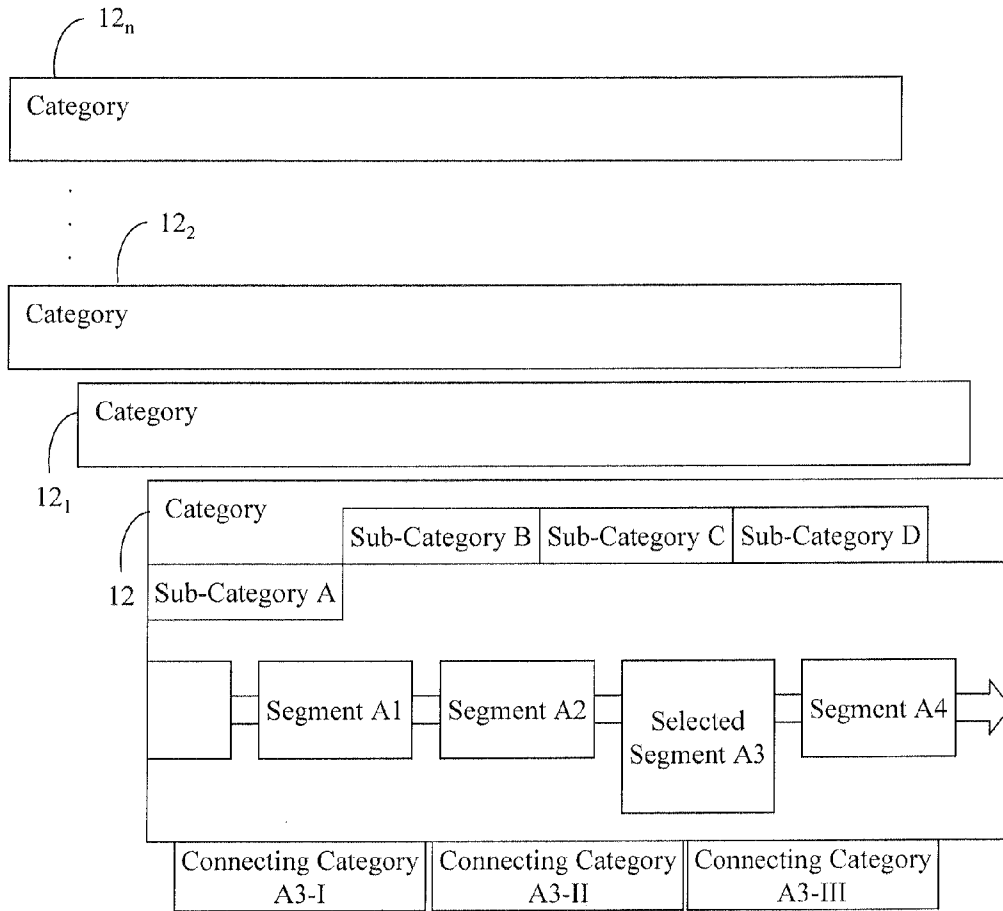 12n
Category
122
Category
Category
121
Category
12
Sub-Category B
Sub-Category C
Sub-Category D
Sub-Category A
Segment A1
Segment A2
Selected
Segment A3
Segment A4
Connecting Category
A3-I
Connecting Category
A3-II
Connecting Category
A3-III